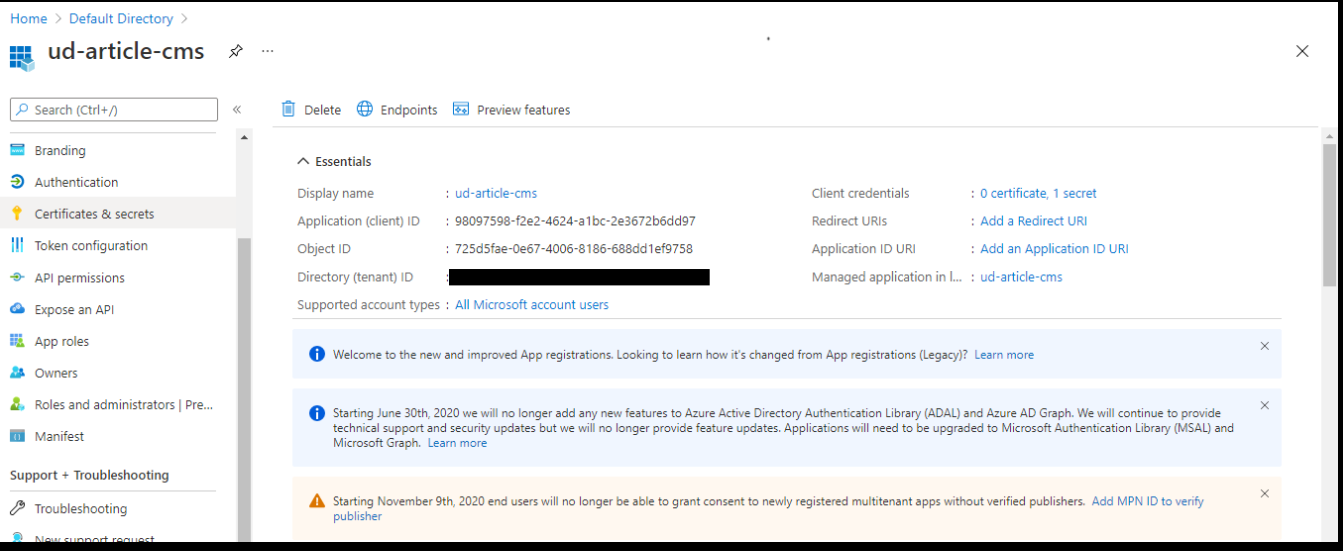 Home > Default Directory >
ud-article-cms ...
Search (Ctrl+/) «
Delete Endpoints Preview features
Branding
Authentication
Certificates & secrets
Token configuration
API permissions
Expose an API
App roles
Owners
Roles and administrators | Pre...
Manifest
Support + Troubleshooting
Troubleshooting
New support request
Essentials
Display name : ud-article-cms
Application (client) ID : 98097598-f2e2-4624-a1bc-2e3672b6dd97
Object ID : 725d5fae-0e67-4006-8186-688dd1ef9758
Directory (tenant) ID :
Supported account types : All Microsoft account users
Client credentials : 0 certificate, 1 secret
Redirect URIs : Add a Redirect URI
Application ID URI : Add an Application ID URI
Managed application in l... : ud-article-cms
Welcome to the new and improved App registrations. Looking to learn how it's changed from App registrations (Legacy)? Learn more
Starting June 30th, 2020 we will no longer add any new features to Azure Active Directory Authentication Library (ADAL) and Azure AD Graph. We will continue to provide
technical support and security updates but we will no longer provide feature updates. Applications will need to be upgraded to Microsoft Authentication Library (MSAL) and
Microsoft Graph. Learn more
Starting November 9th, 2020 end users will no longer be able to grant consent to newly registered multitenant apps without verified publishers. Add MPN ID to verify
publisher